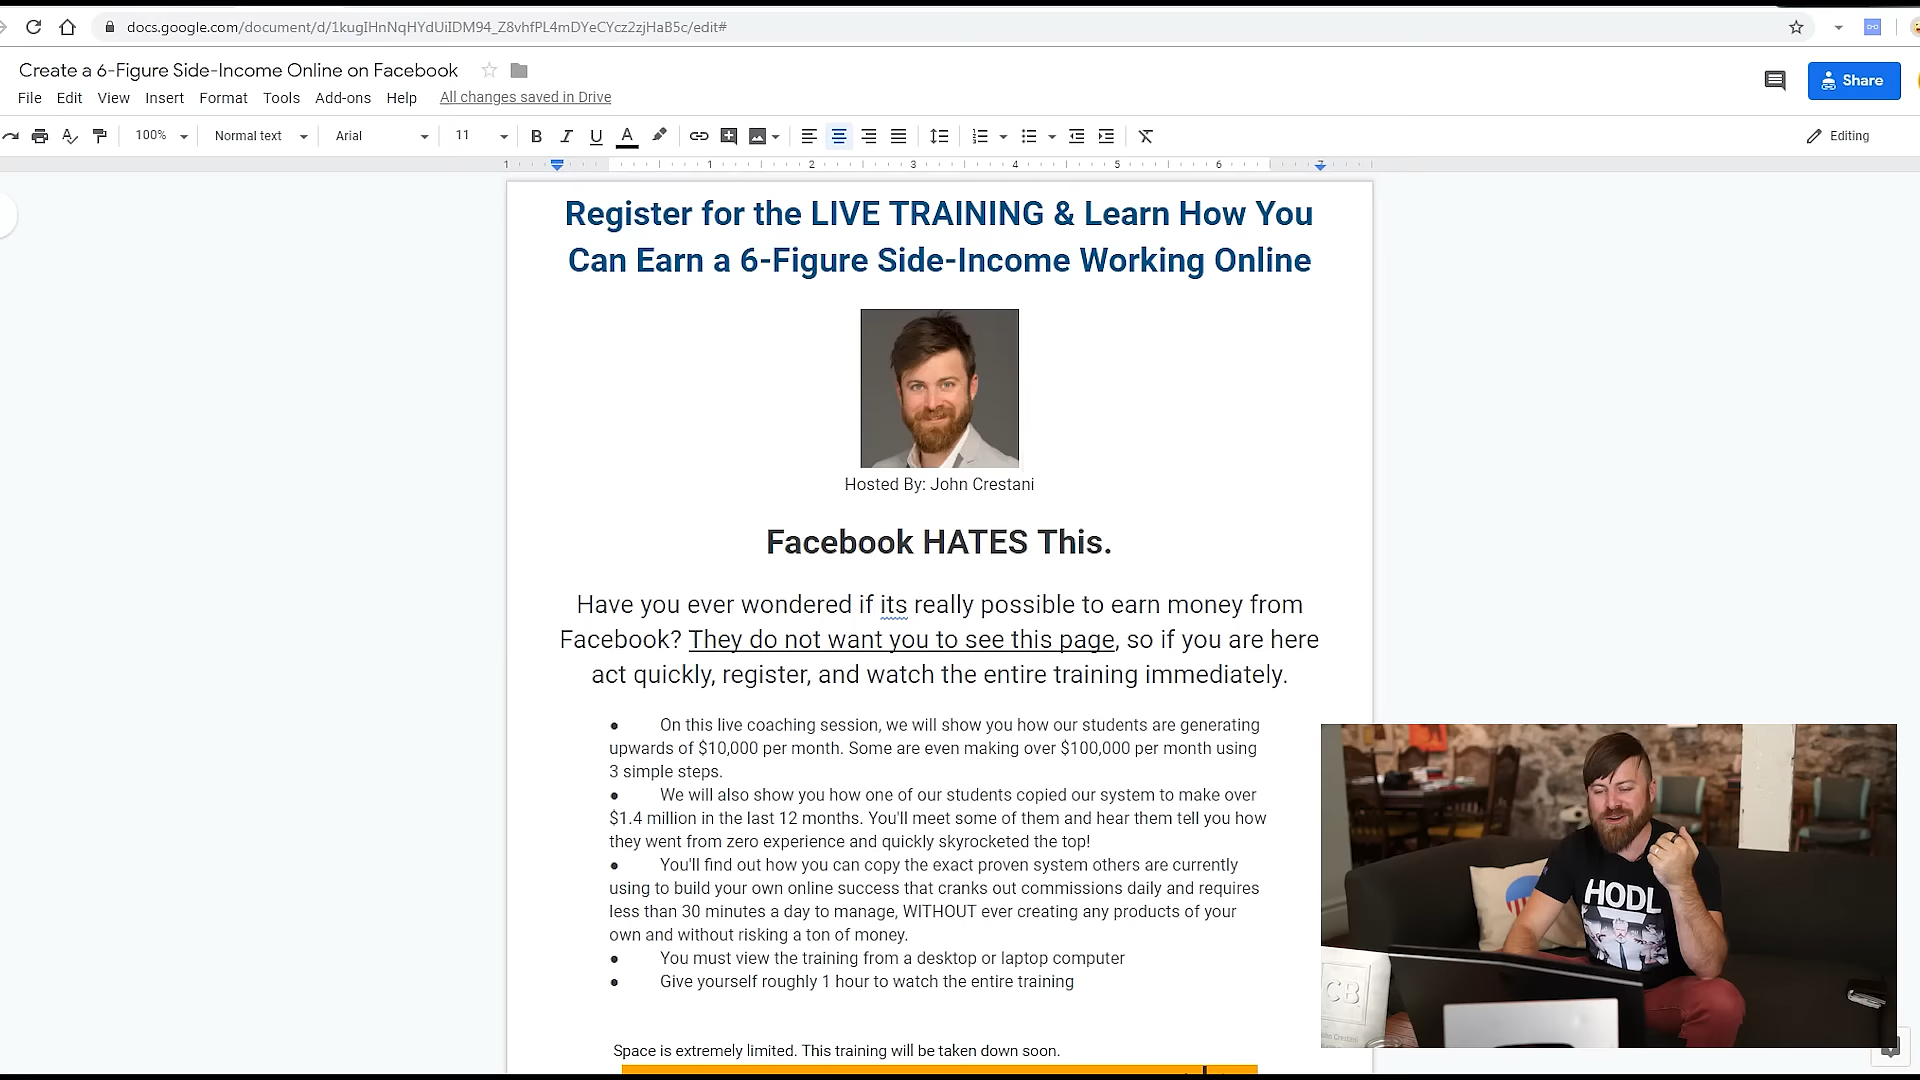 docs.google.com/document/d/1kugIHnNqHYdUiIDM94_Z8vhfPL4mDYeCYcz2zjHaB5c/edit#
Create a 6-Figure Side-Income Online on Facebook
File Edit View Insert Format Tools Add-ons Help All changes saved in Drive
Share
100% Normal text Arial 11 Editing
1 1 2 3 4 5 6 7
Register for the LIVE TRAINING & Learn How You
Can Earn a 6-Figure Side-Income Working Online
Hosted By: John Crestani
Facebook HATES This.
Have you ever wondered if its really possible to earn money from
Facebook? They do not want you to see this page, so if you are here
act quickly, register, and watch the entire training immediately.
● On this live coaching session, we will show you how our students are generating
upwards of $10,000 per month. Some are even making over $100,000 per month using
3 simple steps.
● We will also show you how one of our students copied our system to make over
$1.4 million in the last 12 months. You'll meet some of them and hear them tell you how
they went from zero experience and quickly skyrocketed the top!
● You'll find out how you can copy the exact proven system others are currently
using to build your own online success that cranks out commissions daily and requires
less than 30 minutes a day to manage, WITHOUT ever creating any products of your
own and without risking a ton of money.
● You must view the training from a desktop or laptop computer
● Give yourself roughly 1 hour to watch the entire training
Space is extremely limited. This training will be taken down soon.
HODL
CB